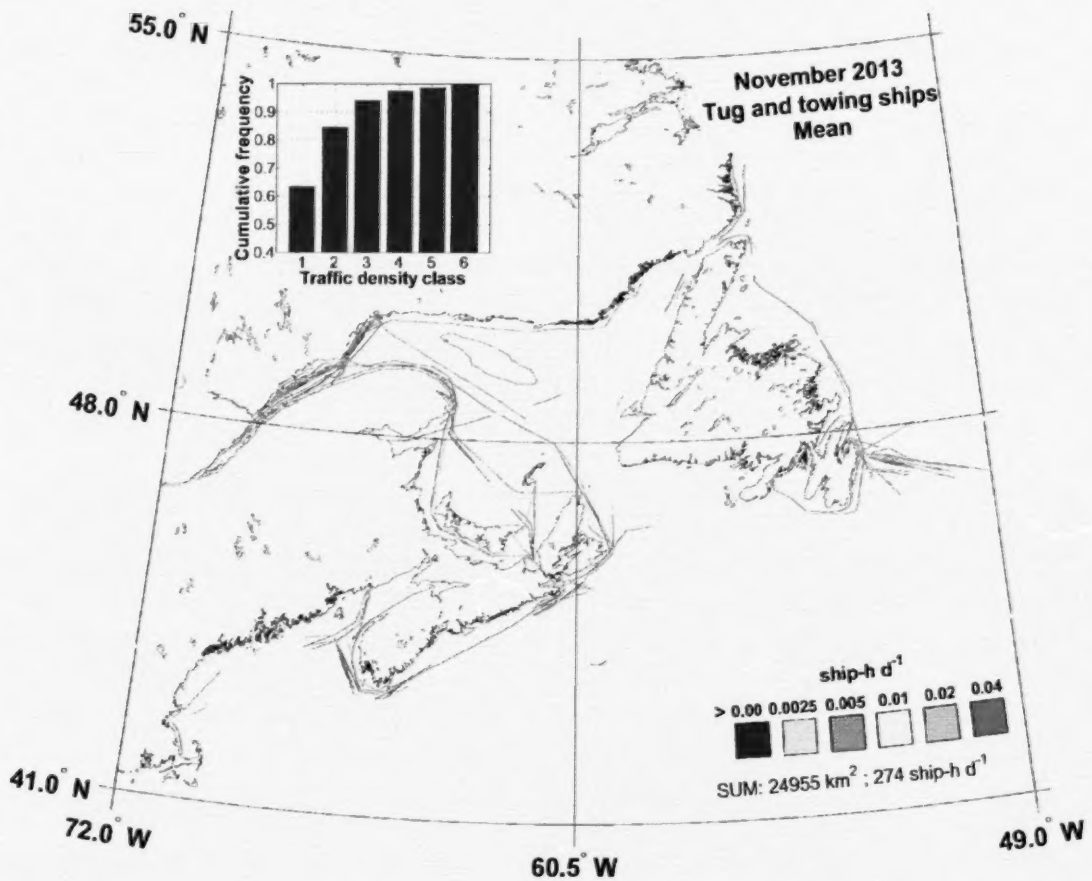 55.0° N
November 2013
Tug and towing ships
Mean
Cumulative frequency
1
0.9
0.8
0.7
0.6
0.5
0.4
1 2 3 4 5 6
Traffic density class
48.0° N
ship-h d⁻¹
> 0.00 0.0025 0.005 0.01 0.02 0.04
SUM: 24955 km² ; 274 ship-h d⁻¹
41.0° N
72.0° W
60.5° W
49.0° W